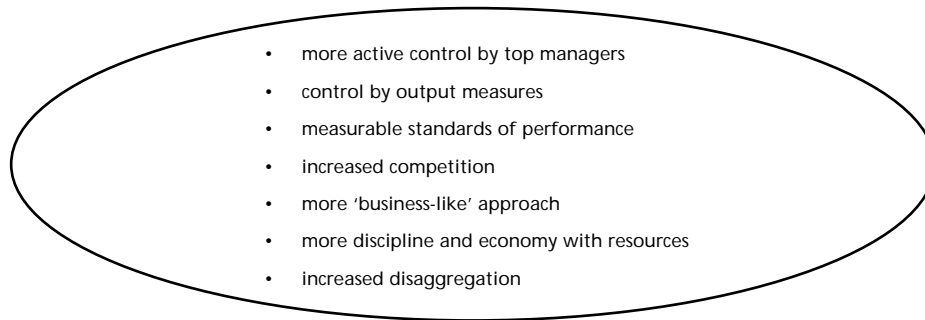 • more active control by top managers
• control by output measures
• measurable standards of performance
• increased competition
• more ‘business-like’ approach
• more discipline and economy with resources
• increased disaggregation